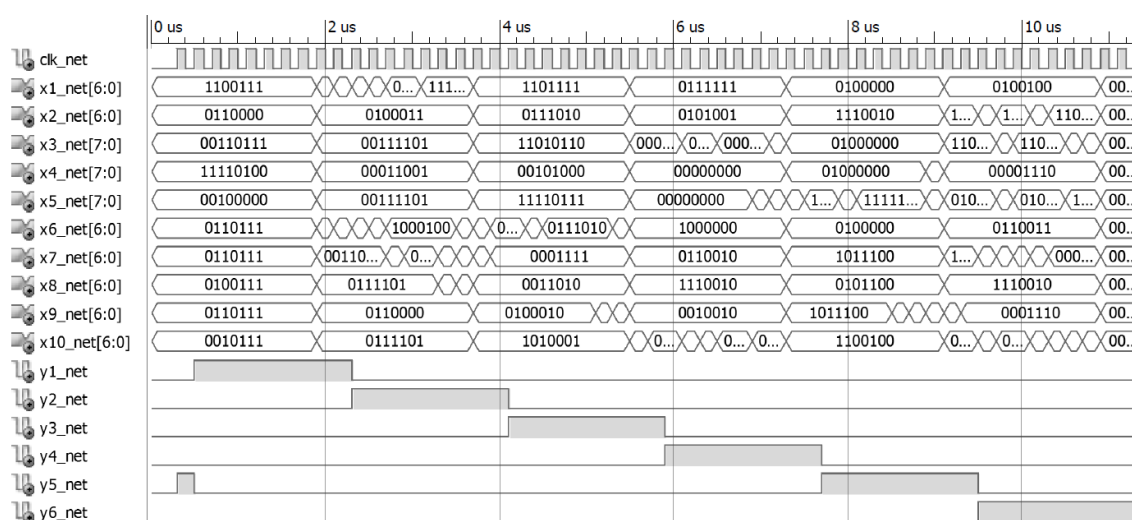 0 us 2 us 4 us 6 us 8 us 10 us
clk_net
x1_net[6:0] 1100111 0... 111... 1101111 0111111 0100000 0100100 00..
x2_net[6:0] 0110000 0100011 0111010 0101001 1110010 1... 1... 110... 00..
x3_net[7:0] 00110111 00111101 11010110 000... 0... 000... 01000000 110... 110... 00..
x4_net[7:0] 11110100 00011001 00101000 00000000 01000000 00001110 00..
x5_net[7:0] 00100000 00111101 11110111 00000000 1... 11111... 010... 010... 1... 00..
x6_net[6:0] 0110111 1000100 0... 0111010 1000000 0100000 0110011 00..
x7_net[6:0] 0110111 00110... 0... 0001111 0110010 1011100 1... 000... 00..
x8_net[6:0] 0100111 0111101 0011010 1110010 0101100 1110010 00..
x9_net[6:0] 0110111 0110000 0100010 0010010 1011100 0001110 00..
x10_net[6:0] 0010111 0111101 1010001 0... 0... 0... 1100100 0... 0... 00..
y1_net
y2_net
y3_net
y4_net
y5_net
y6_net